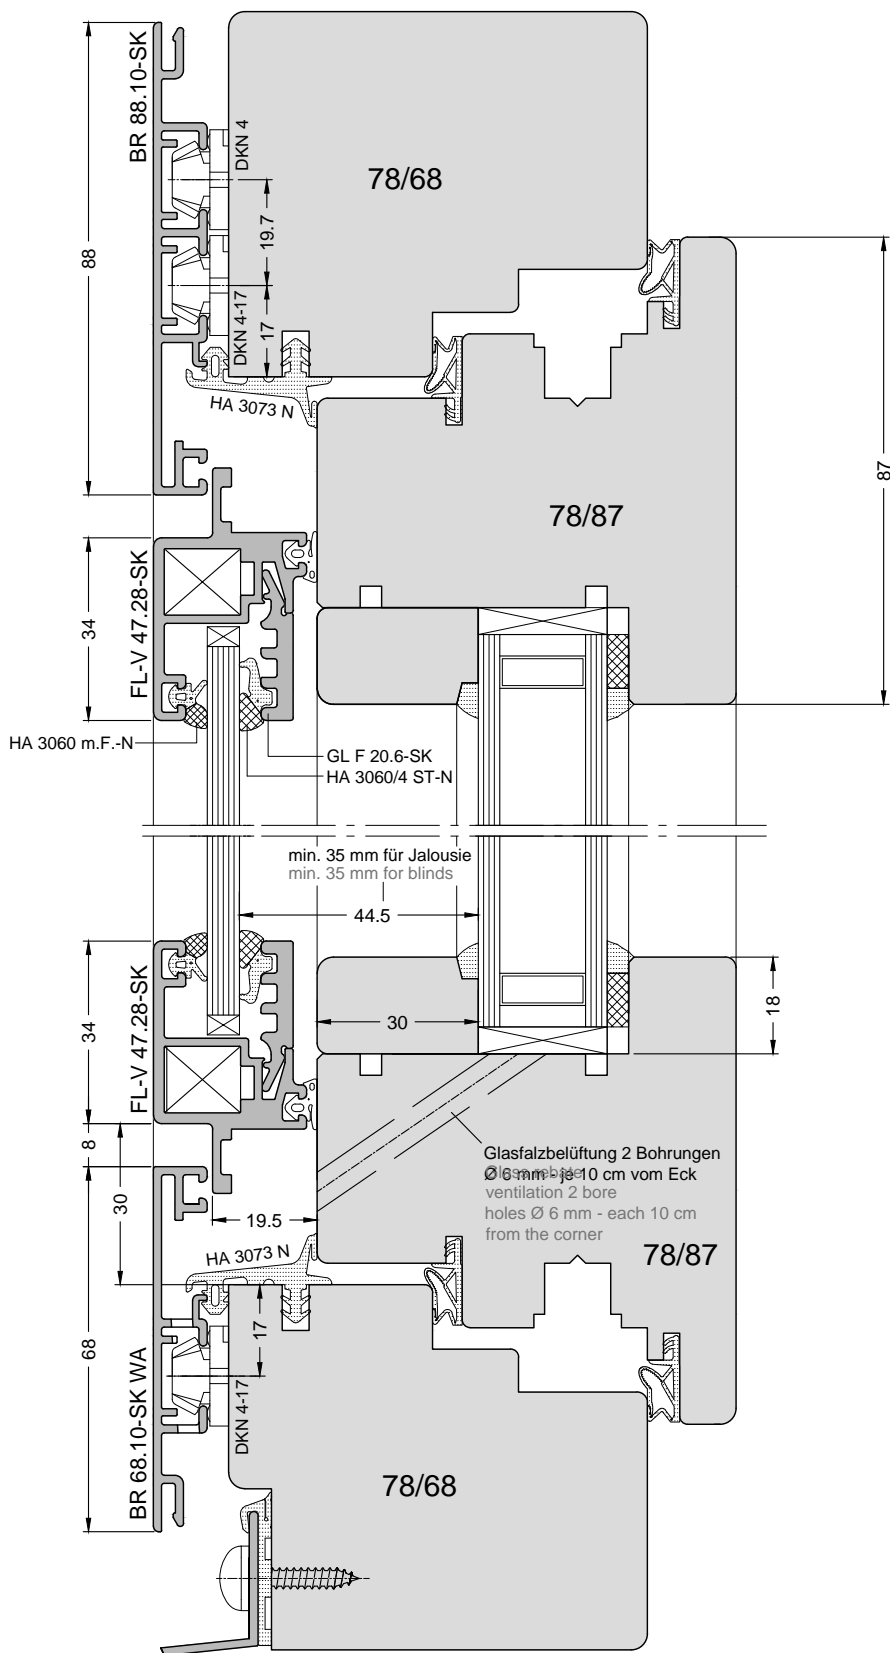 BR 88.10-SK
88
DKN 4
78/68
19.7
DKN 4-17
17
HA 3073 N
87
78/87
FL-V 47.28-SK
34
HA 3060 m.F.-N
GL F 20.6-SK
HA 3060/4 ST-N
min. 35 mm für Jalousie
min. 35 mm for blinds
44.5
FL-V 47.28-SK
34
30
18
8
30
Glasfalzbelüftung 2 Bohrungen
Ø 6 mm - je 10 cm vom Eck
Glass rebate
ventilation 2 bore
holes Ø 6 mm - each 10 cm
from the corner
19.5
HA 3073 N
78/87
68
17
BR 68.10-SK WA
DKN 4-17
78/68